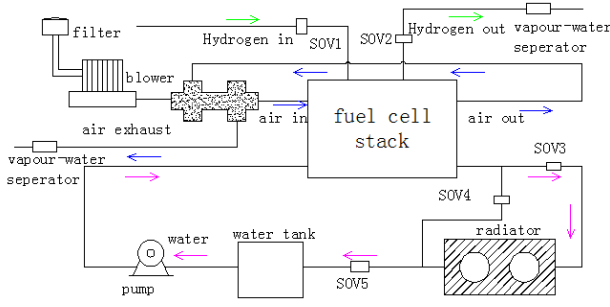 filter
Hydrogen in
SOV1
SOV2
Hydrogen out
vapour-water
seperator
blower
fuel cell
stack
air exhaust
air in
air out
vapour-water
seperator
SOV3
SOV4
water
water tank
radiator
pump
SOV5